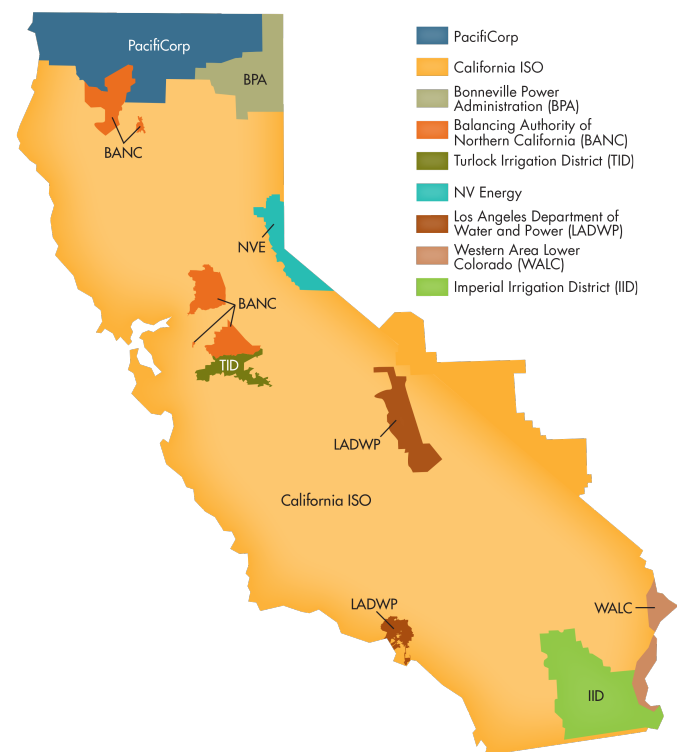 PacifiCorp
BPA
BANC
NVE
BANC
TID
LADWP
California ISO
LADWP
WALC
IID
PacifiCorp
California ISO
Bonneville Power
Administration (BPA)
Balancing Authority of
Northern California (BANC)
Turlock Irrigation District (TID)
NV Energy
Los Angeles Department of
Water and Power (LADWP)
Western Area Lower
Colorado (WALC)
Imperial Irrigation District (IID)